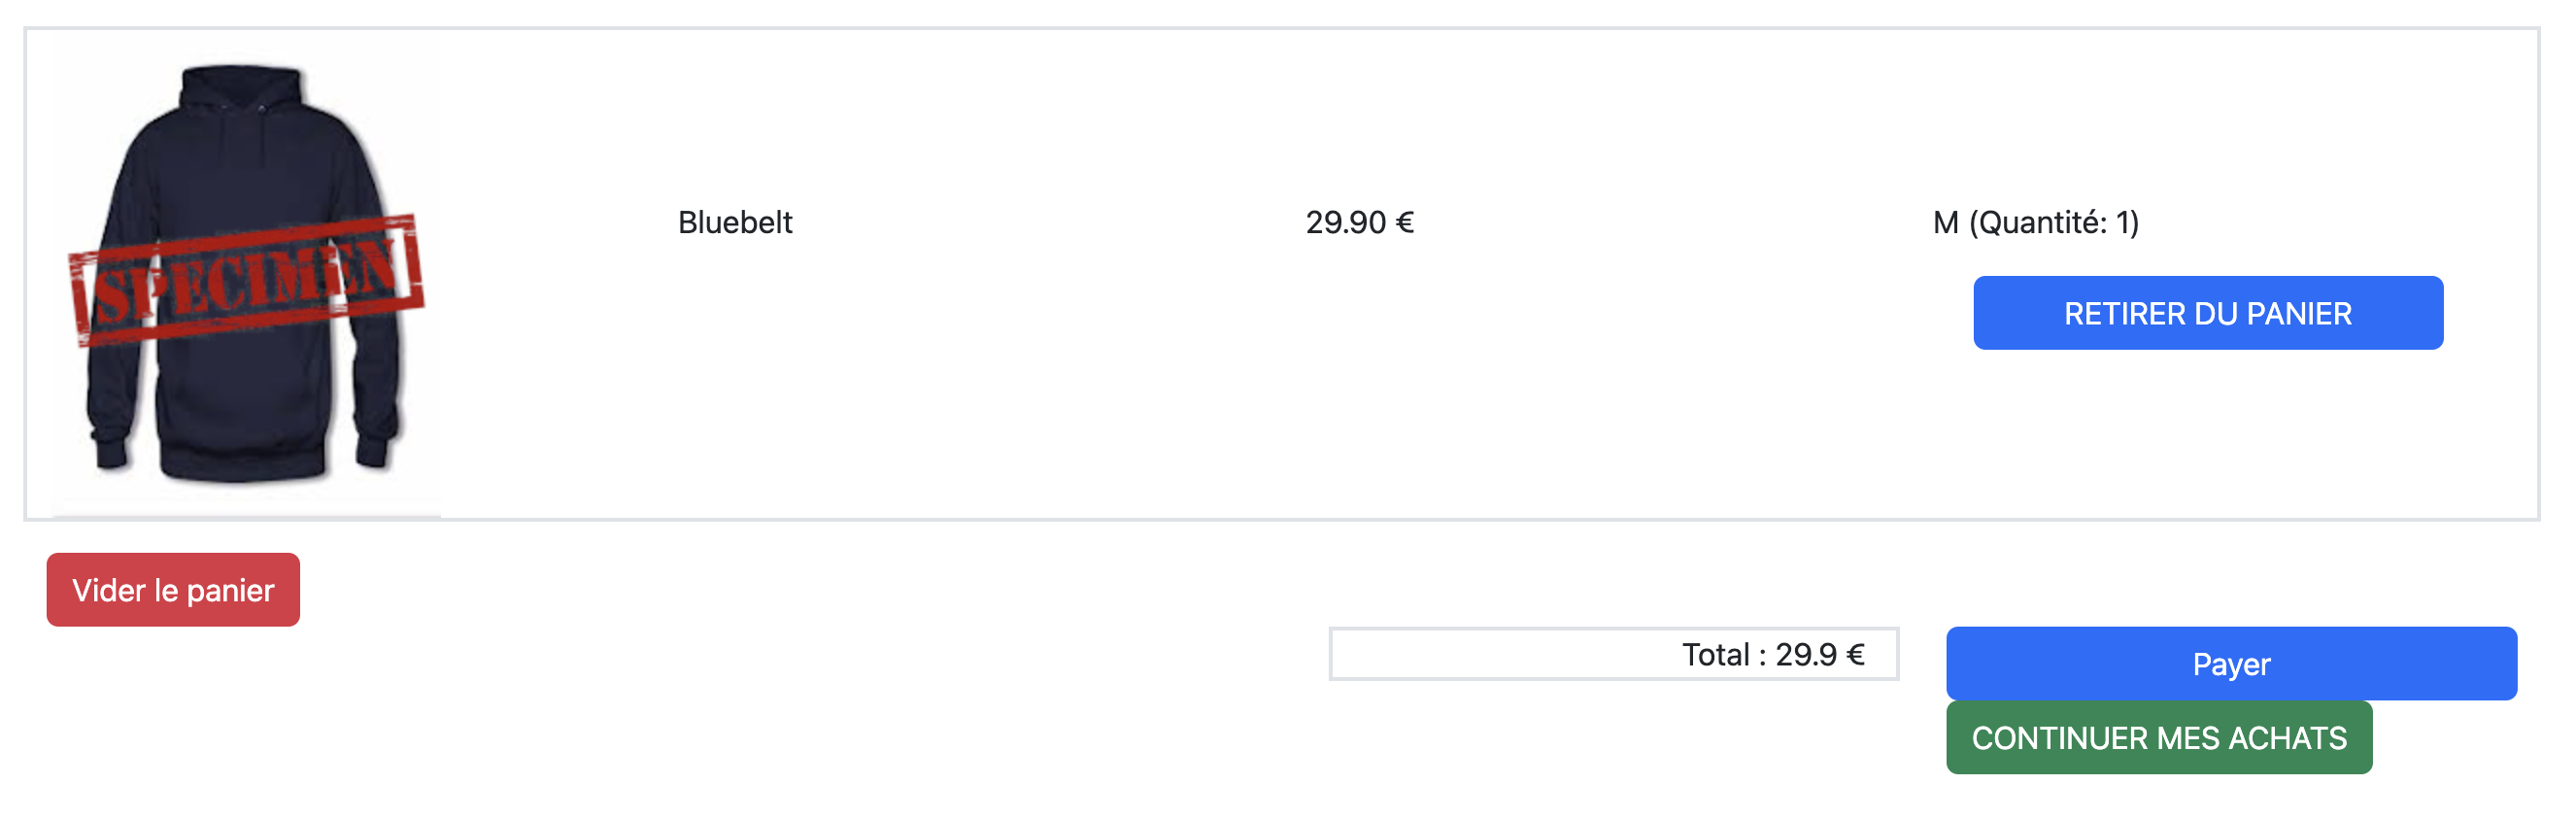 SPECIMEN
Bluebelt
29.90 €
M (Quantité: 1)
RETIRER DU PANIER
Vider le panier
Total : 29.9 €
Payer
CONTINUER MES ACHATS